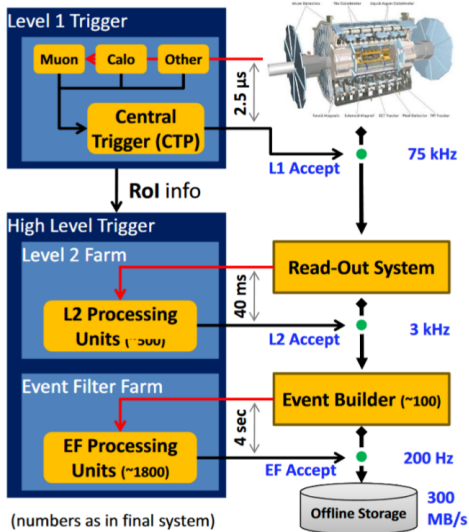 Level 1 Trigger
Muon
Calo
Other
2.5 μs
Central
Trigger (CTP)
L1 Accept
75 kHz
RoI info
High Level Trigger
Level 2 Farm
Read-Out System
40 ms
L2 Processing
Units (~500)
L2 Accept
3 kHz
Event Filter Farm
Event Builder (~100)
4 sec
EF Processing
Units (~1800)
EF Accept
200 Hz
Offline Storage
300
MB/s
(numbers as in final system)